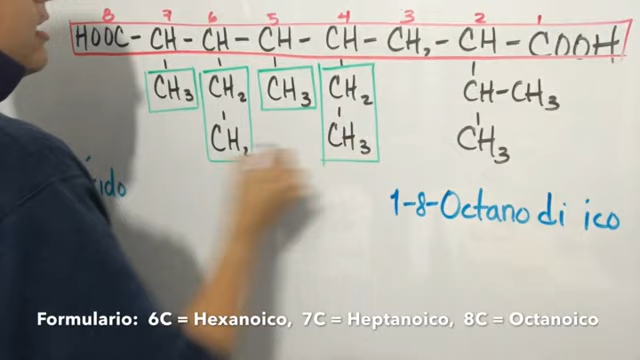 8 7 6 5 4 3 2 1
HOOC - CH - CH - CH - CH - CH2 - CH - COOH
CH3 CH2 CH3 CH2 CH-CH3
CH3 CH3
1-8-Octano di ico
Formulario: 6C = Hexanoico, 7C = Heptanoico, 8C = Octanoico